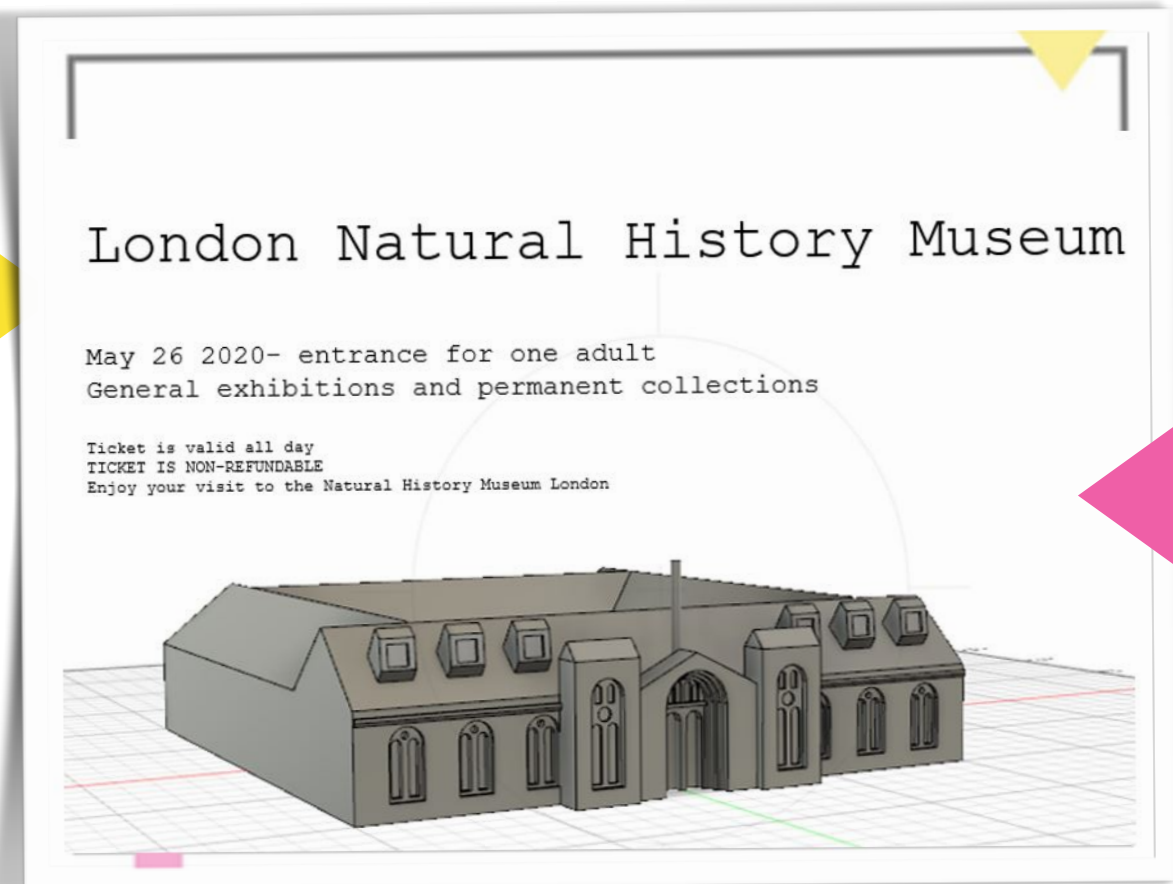 London Natural History Museum
May 26 2020- entrance for one adult
General exhibitions and permanent collections
Ticket is valid all day
TICKET IS NON-REFUNDABLE
Enjoy your visit to the Natural History Museum London